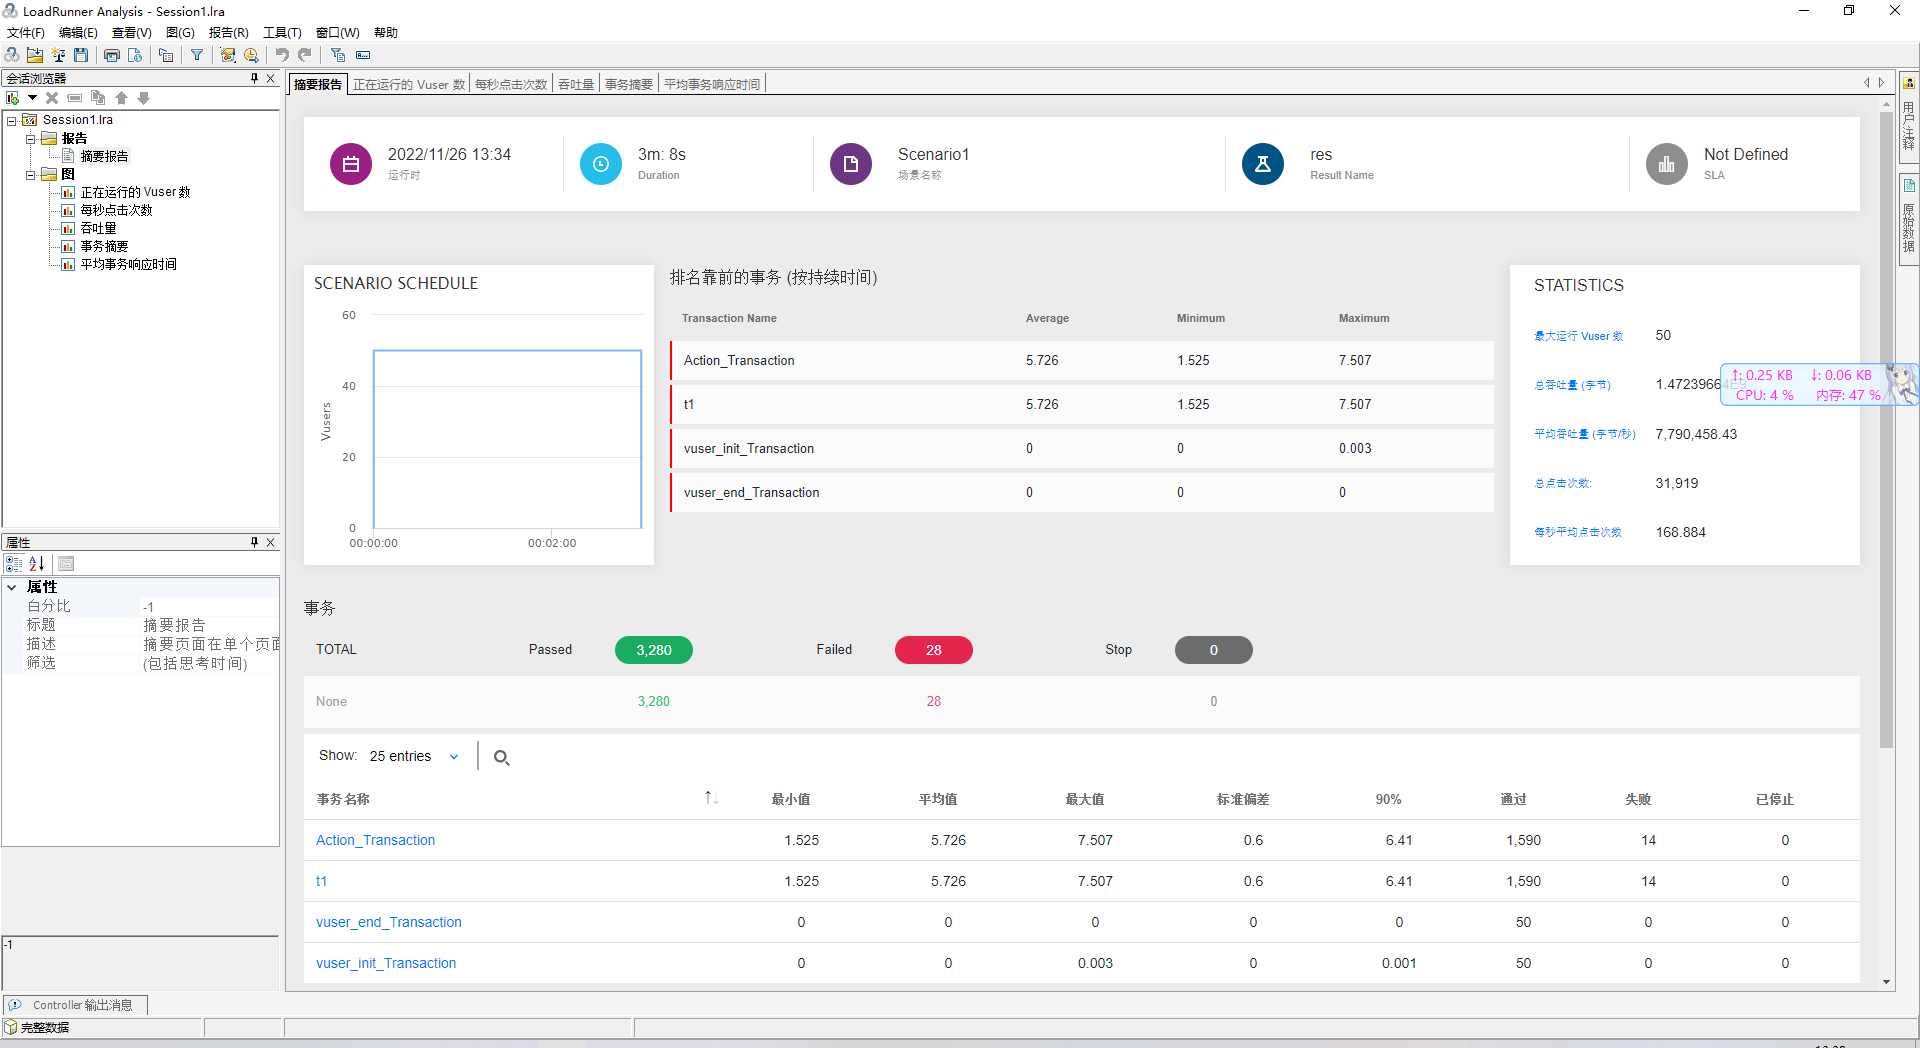 LoadRunner Analysis - Session1.lra
文件(F) 编辑(E) 查看(V) 图(G) 报告(R) 工具(T) 窗口(W) 帮助
会话浏览器
Session1.lra
报告
摘要报告
图
正在运行的 Vuser 数
每秒点击次数
吞吐量
事务摘要
平均事务响应时间
属性
属性
百分比 -1
标题 摘要报告
描述 摘要页面在单个页面
筛选 (包括思考时间)
-1
Controller 输出消息
完整数据
摘要报告 正在运行的 Vuser 数 每秒点击次数 吞吐量 事务摘要 平均事务响应时间
2022/11/26 13:34
运行时
3m: 8s
Duration
Scenario1
场景名称
res
Result Name
Not Defined
SLA
SCENARIO SCHEDULE
60
40
20
0
Vusers
00:00:00 00:02:00
排名靠前的事务 (按持续时间)
Transaction Name Average Minimum Maximum
Action_Transaction 5.726 1.525 7.507
t1 5.726 1.525 7.507
vuser_init_Transaction 0 0 0.003
vuser_end_Transaction 0 0 0
STATISTICS
最大运行 Vuser 数 50
总吞吐量 (字节) 1.47239664E9
平均吞吐量 (字节/秒) 7,790,458.43
总点击次数: 31,919
每秒平均点击次数 168.884
↑: 0.25 KB ↓: 0.06 KB
CPU: 4 % 内存: 47 %
事务
TOTAL Passed 3,280 Failed 28 Stop 0
None 3,280 28 0
Show: 25 entries
事务名称 最小值 平均值 最大值 标准偏差 90% 通过 失败 已停止
Action_Transaction 1.525 5.726 7.507 0.6 6.41 1,590 14 0
t1 1.525 5.726 7.507 0.6 6.41 1,590 14 0
vuser_end_Transaction 0 0 0 0 0 50 0 0
vuser_init_Transaction 0 0 0.003 0 0.001 50 0 0
用户注释
原始数据